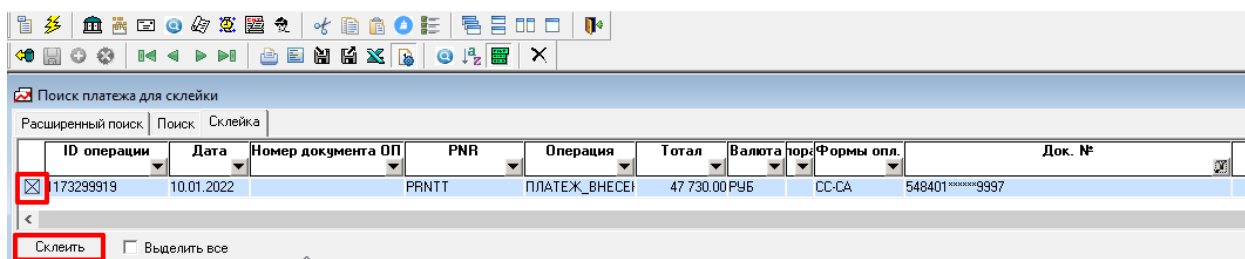 Поиск платежа для склейки
Расширенный поиск Поиск Склейка
ID операции Дата Номер документа ОП PNR Операция Тотал Валюта пора Формы опл. Док. №
1173299919 10.01.2022 PRNTT ПЛАТЕЖ_ВНЕСЕН 47 730.00 РУБ CC-CA 548401******9997
Склеить Выделить все